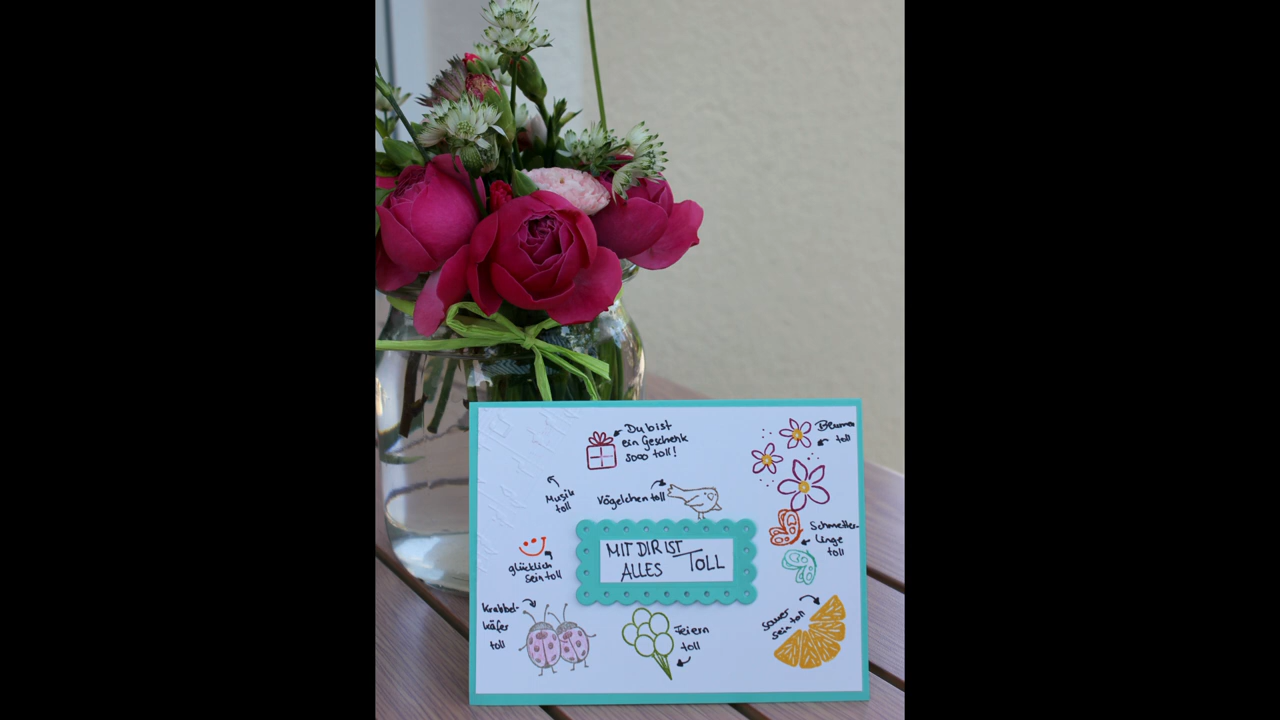 Du bist
ein Geschenk
sooo toll!
Blumen
toll
Musik
toll
Vögelchen toll
Schmetter-
linge
toll
MIT DIR IST
ALLES TOLL
glücklich
sein toll
Krabbel-
käfer
toll
Feiern
toll
sauer
sein toll